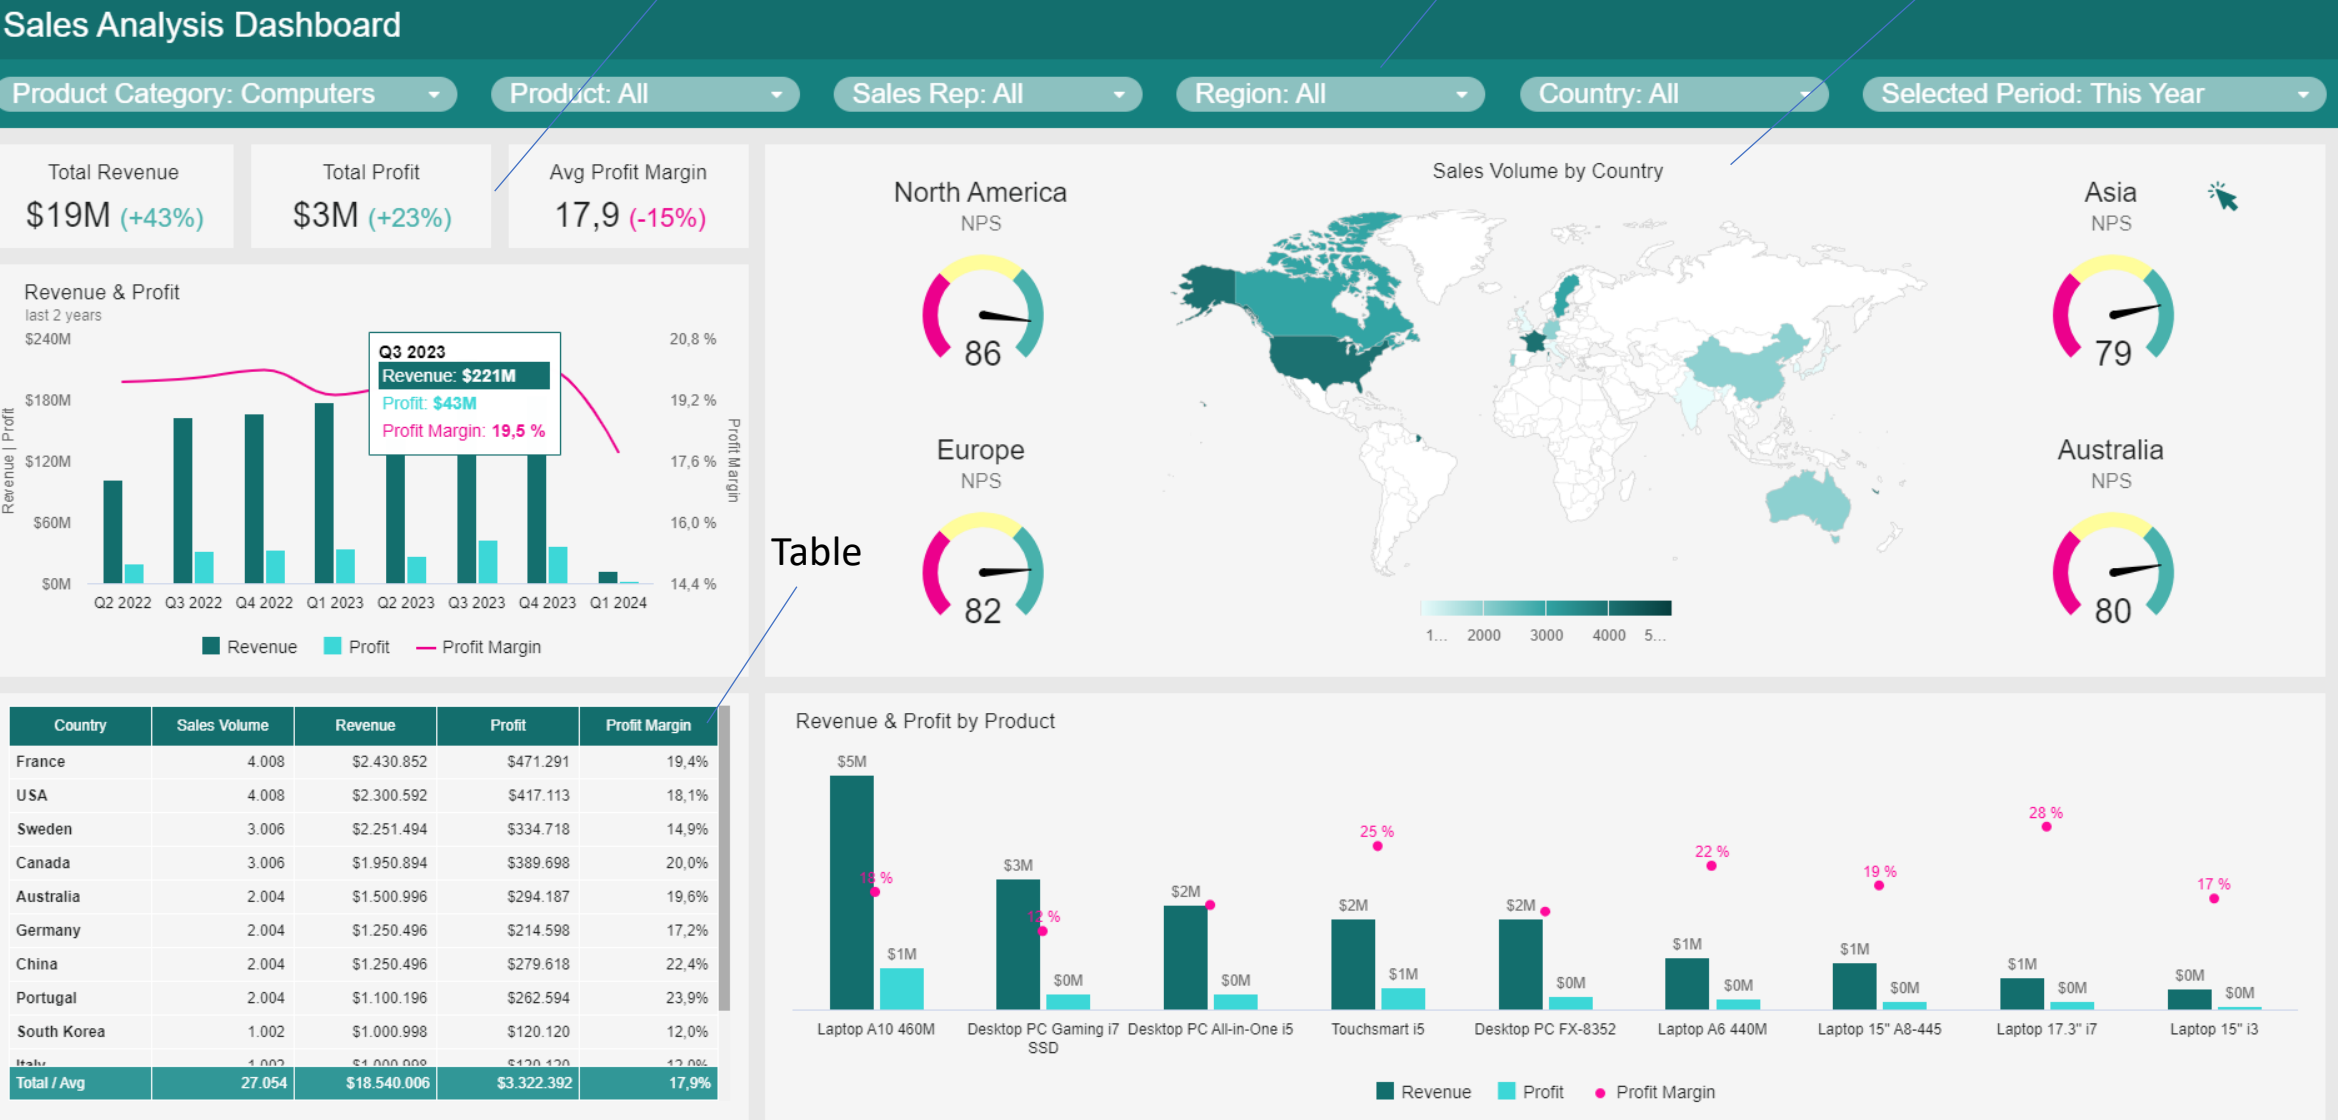 Sales Analysis Dashboard
Product Category: Computers
Product: All
Sales Rep: All
Region: All
Country: All
Selected Period: This Year
Total Revenue
$19M (+43%)
Total Profit
$3M (+23%)
Avg Profit Margin
17,9 (-15%)
Revenue & Profit
last 2 years
$240M
$180M
$120M
$60M
$0M
Revenue | Profit
20,8 %
19,2 %
17,6 %
16,0 %
14,4 %
Profit Margin
Q3 2023
Revenue: $221M
Profit: $43M
Profit Margin: 19,5 %
Q2 2022 Q3 2022 Q4 2022 Q1 2023 Q2 2023 Q3 2023 Q4 2023 Q1 2024
Revenue Profit Profit Margin
Sales Volume by Country
North America
NPS
86
Europe
NPS
82
Asia
NPS
79
Australia
NPS
80
1... 2000 3000 4000 5...
Table
Country Sales Volume Revenue Profit Profit Margin
France 4.008 $2.430.852 $471.291 19,4%
USA 4.008 $2.300.592 $417.113 18,1%
Sweden 3.006 $2.251.494 $334.718 14,9%
Canada 3.006 $1.950.894 $389.698 20,0%
Australia 2.004 $1.500.996 $294.187 19,6%
Germany 2.004 $1.250.496 $214.598 17,2%
China 2.004 $1.250.496 $279.618 22,4%
Portugal 2.004 $1.100.196 $262.594 23,9%
South Korea 1.002 $1.000.998 $120.120 12,0%
Italy 1.002 $1.000.998 $120.120 12,0%
Total / Avg 27.054 $18.540.006 $3.322.392 17,9%
Revenue & Profit by Product
$5M
$1M
18 %
$3M
$0M
12 %
$2M
$0M
$2M
$1M
25 %
$2M
$0M
$1M
$0M
22 %
$1M
$0M
19 %
$1M
$0M
28 %
$0M
$0M
17 %
Laptop A10 460M
Desktop PC Gaming i7
SSD
Desktop PC All-in-One i5
Touchsmart i5
Desktop PC FX-8352
Laptop A6 440M
Laptop 15" A8-445
Laptop 17.3" i7
Laptop 15" i3
Revenue Profit Profit Margin